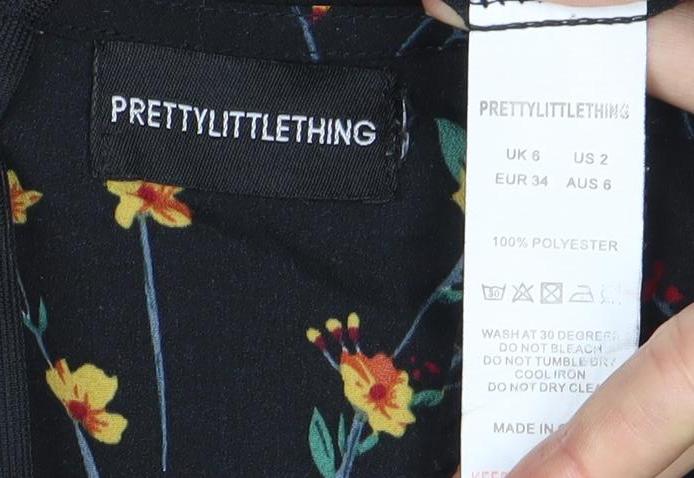 PRETTYLITTLETHING
PRETTYLITTLETHING
UK 6 US 2
EUR 34 AUS 6
100% POLYESTER
30
WASH AT 30 DEGREES
DO NOT BLEACH
DO NOT TUMBLE DRY
COOL IRON
DO NOT DRY
MADE IN